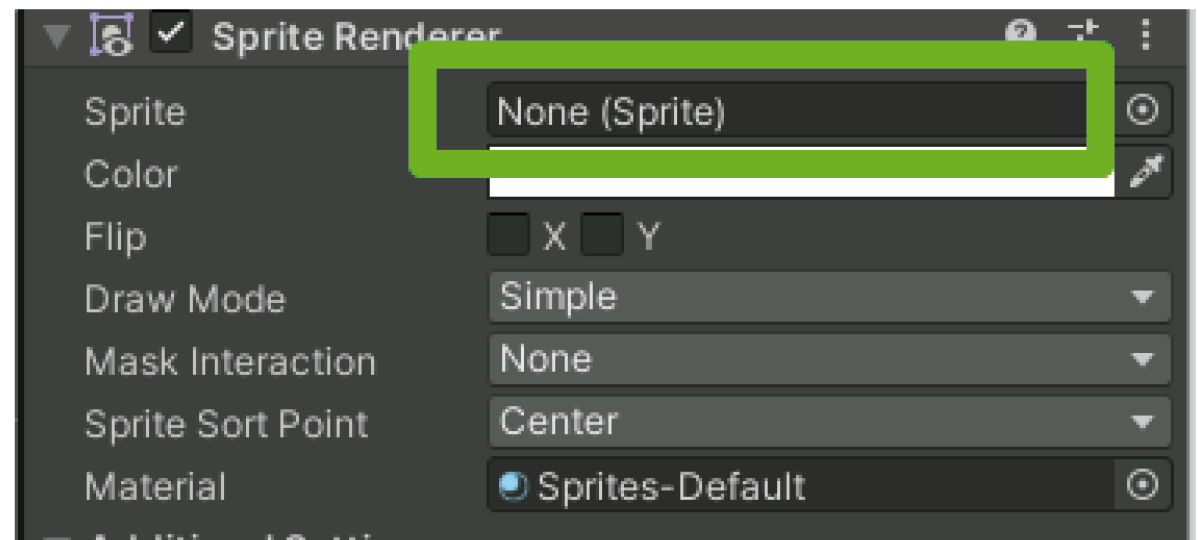 Sprite Renderer
Sprite None (Sprite)
Color
Flip X Y
Draw Mode Simple
Mask Interaction None
Sprite Sort Point Center
Material Sprites-Default